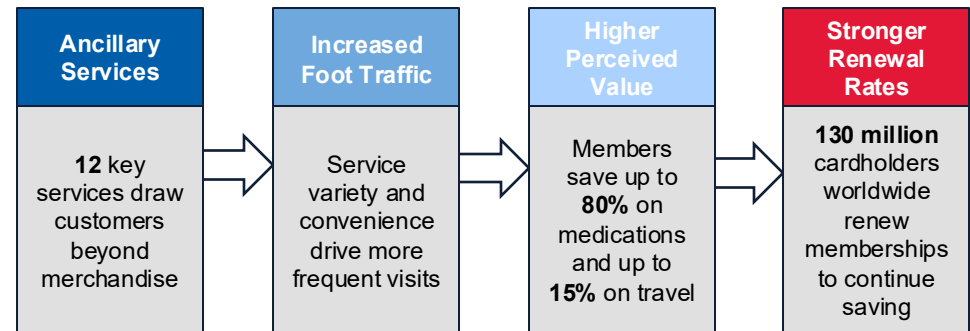 Ancillary
Services
12 key
services draw
customers
beyond
merchandise
Increased
Foot Traffic
Service
variety and
convenience
drive more
frequent visits
Higher
Perceived
Value
Members
save up to
80% on
medications
and up to
15% on travel
Stronger
Renewal
Rates
130 million
cardholders
worldwide
renew
memberships
to continue
saving